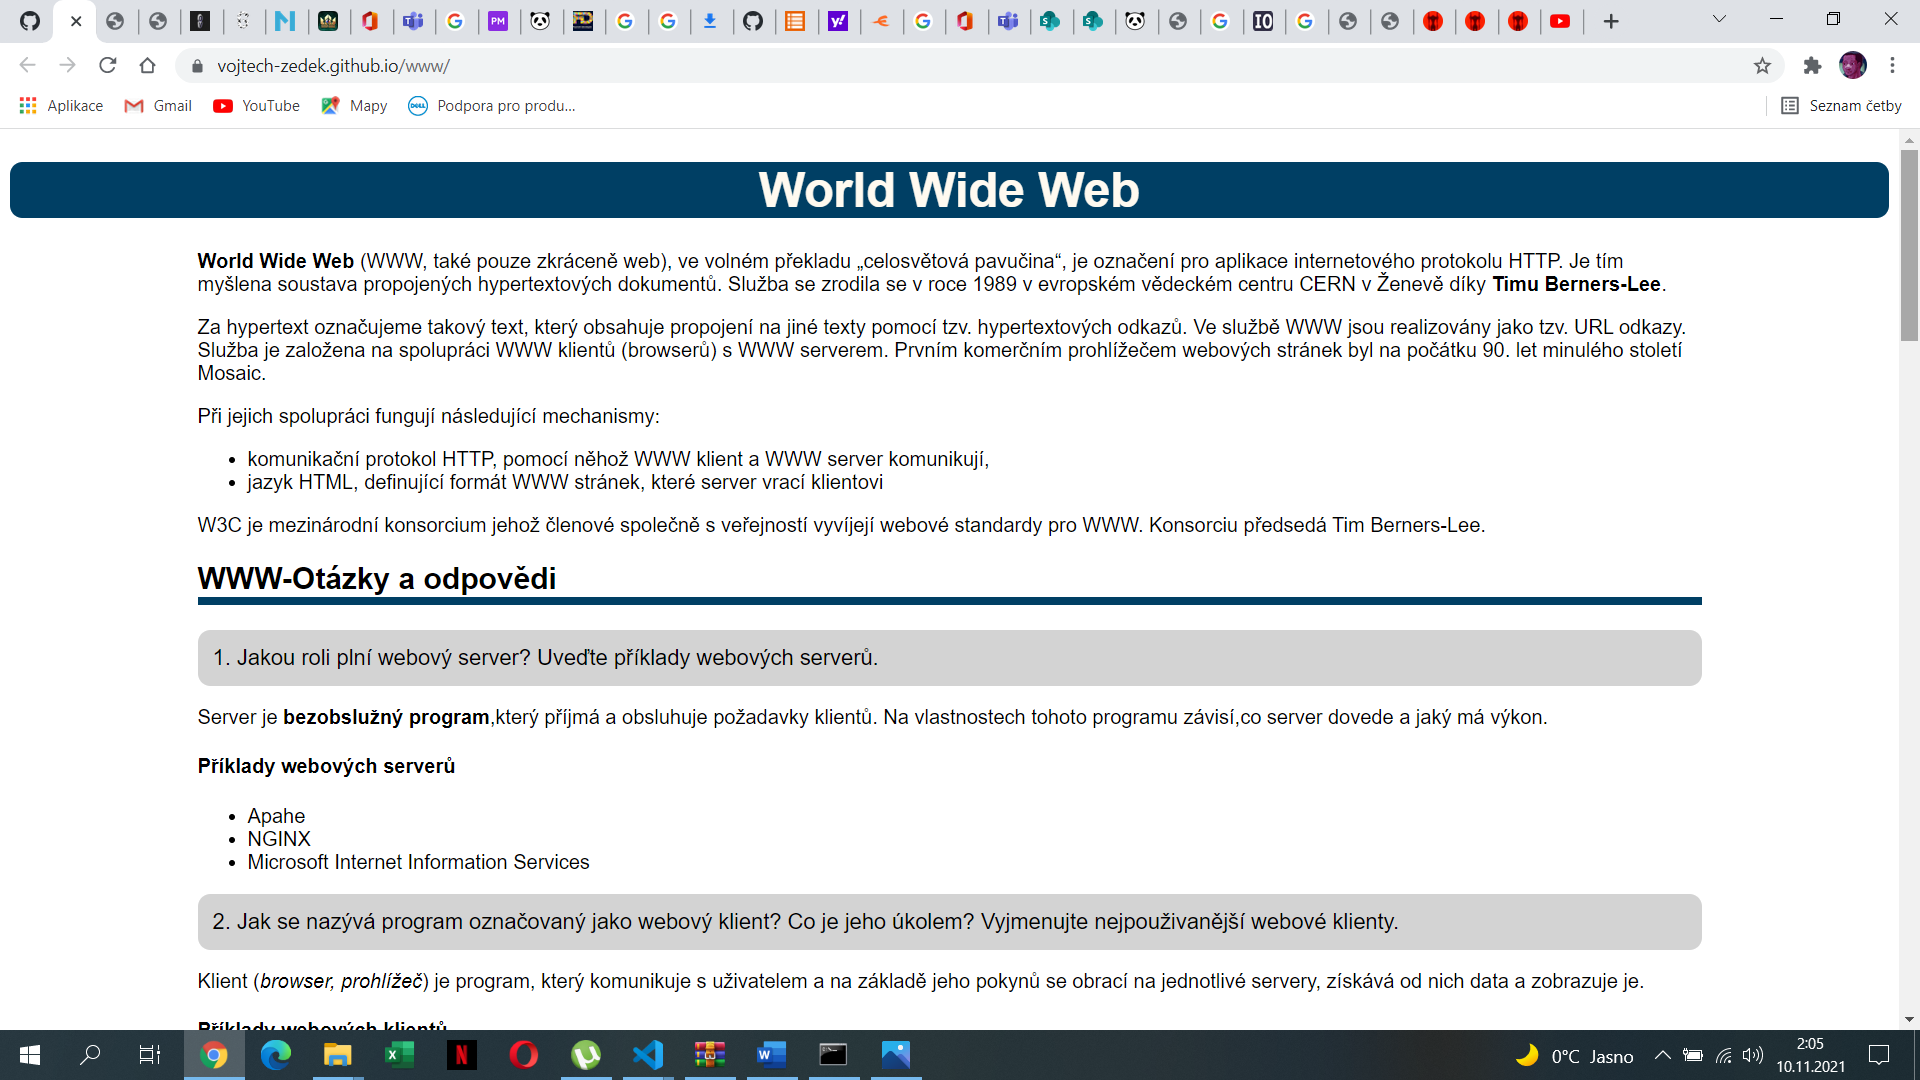 vojtech-zedek.github.io/www/
Aplikace Gmail YouTube Mapy Podpora pro produ... Seznam četby
World Wide Web
World Wide Web (WWW, také pouze zkráceně web), ve volném překladu „celosvětová pavučina“, je označení pro aplikace internetového protokolu HTTP. Je tím
myšlena soustava propojených hypertextových dokumentů. Služba se zrodila se v roce 1989 v evropském vědeckém centru CERN v Ženevě díky Timu Berners-Lee.
Za hypertext označujeme takový text, který obsahuje propojení na jiné texty pomocí tzv. hypertextových odkazů. Ve službě WWW jsou realizovány jako tzv. URL odkazy.
Služba je založena na spolupráci WWW klientů (browserů) s WWW serverem. Prvním komerčním prohlížečem webových stránek byl na počátku 90. let minulého století
Mosaic.
Při jejich spolupráci fungují následující mechanismy:
• komunikační protokol HTTP, pomocí něhož WWW klient a WWW server komunikují,
• jazyk HTML, definující formát WWW stránek, které server vrací klientovi
W3C je mezinárodní konsorcium jehož členové společně s veřejností vyvíjejí webové standardy pro WWW. Konsorciu předsedá Tim Berners-Lee.
WWW-Otázky a odpovědi
1. Jakou roli plní webový server? Uveďte příklady webových serverů.
Server je bezobslužný program,který příjmá a obsluhuje požadavky klientů. Na vlastnostech tohoto programu závisí,co server dovede a jaký má výkon.
Příklady webových serverů
• Apahe
• NGINX
• Microsoft Internet Information Services
2. Jak se nazývá program označovaný jako webový klient? Co je jeho úkolem? Vyjmenujte nejpouživanější webové klienty.
Klient (browser, prohlížeč) je program, který komunikuje s uživatelem a na základě jeho pokynů se obrací na jednotlivé servery, získává od nich data a zobrazuje je.
Příklady webových klientů
0°C Jasno
2:05
10.11.2021